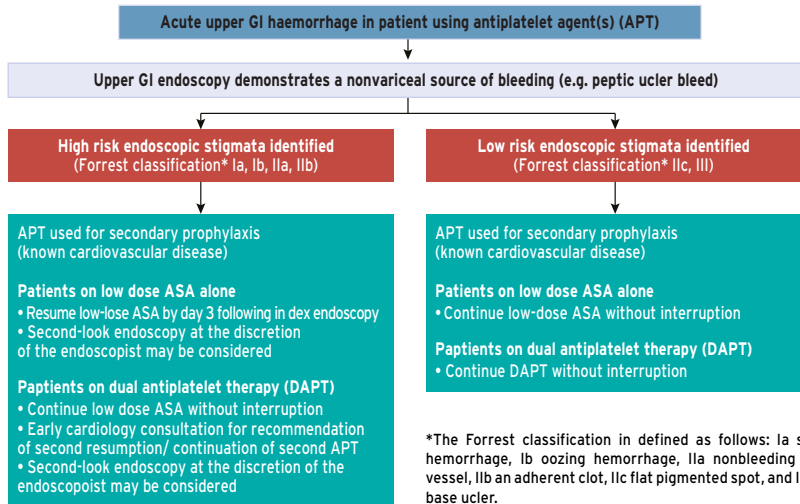 Acute upper GI haemorrhage in patient using antiplatelet agent(s) (APT)
Upper GI endoscopy demonstrates a nonvariceal source of bleeding (e.g. peptic ucler bleed)
High risk endoscopic stigmata identified
(Forrest classification* Ia, Ib, IIa, IIb)
APT used for secondary prophylaxis
(known cardiovascular disease)
Patients on low dose ASA alone
• Resume low-lose ASA by day 3 following in dex endoscopy
• Second-look endoscopy at the discretion
of the endoscopist may be considered
Paptients on dual antiplatelet therapy (DAPT)
• Continue low dose ASA without interruption
• Early cardiology consultation for recommendation
of second resumption/ continuation of second APT
• Second-look endoscopy at the discretion of the
endoscopoist may be considered
Low risk endoscopic stigmata identified
(Forrest classification* IIc, III)
APT used for secondary prophylaxis
(known cardiovascular disease)
Patients on low dose ASA alone
• Continue low-dose ASA without interruption
Paptients on dual antiplatelet therapy (DAPT)
• Continue DAPT without interruption
*The Forrest classification in defined as follows: Ia
hemorrhage, Ib oozing hemorrhage, IIa nonbleeding
vessel, IIb an adherent clot, IIc flat pigmented spot, and
base ucler.